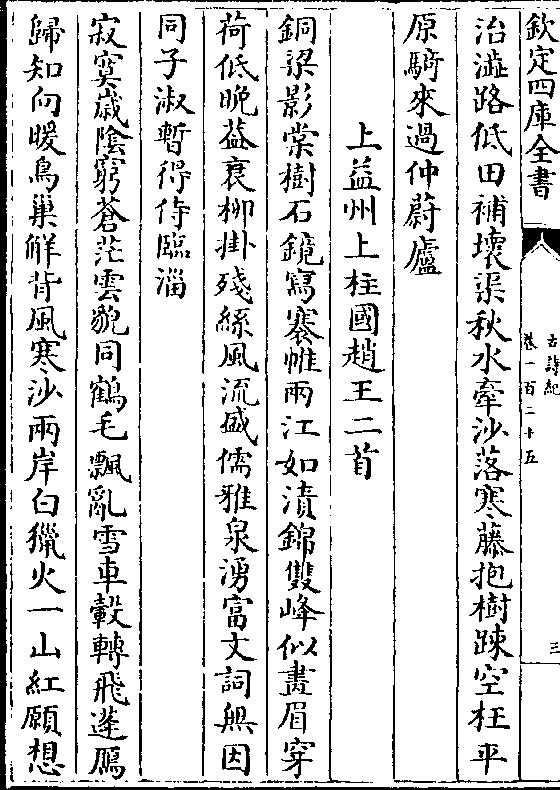 欽定四庫全書
古詩紀
卷一百二十五
三
治澁路低田補壞渠秋水牽沙落寒藤抱樹踈空枉平
原騎來過仲蔚廬
上益州上柱國趙王二首
銅梁影棠樹石鏡寫褰帷兩江如漬錦雙峰似畫眉穿
荷低晚蓋衰柳掛殘絲風流盛儒雅泉湧富文詞無因
同子淑暫得侍臨淄
寂寞歲陰窮蒼茫雲貌同鶴毛飄亂雪車轂轉飛蓬鴈
歸知向暖鳥巢解背風寒沙兩岸白獵火一山紅願想